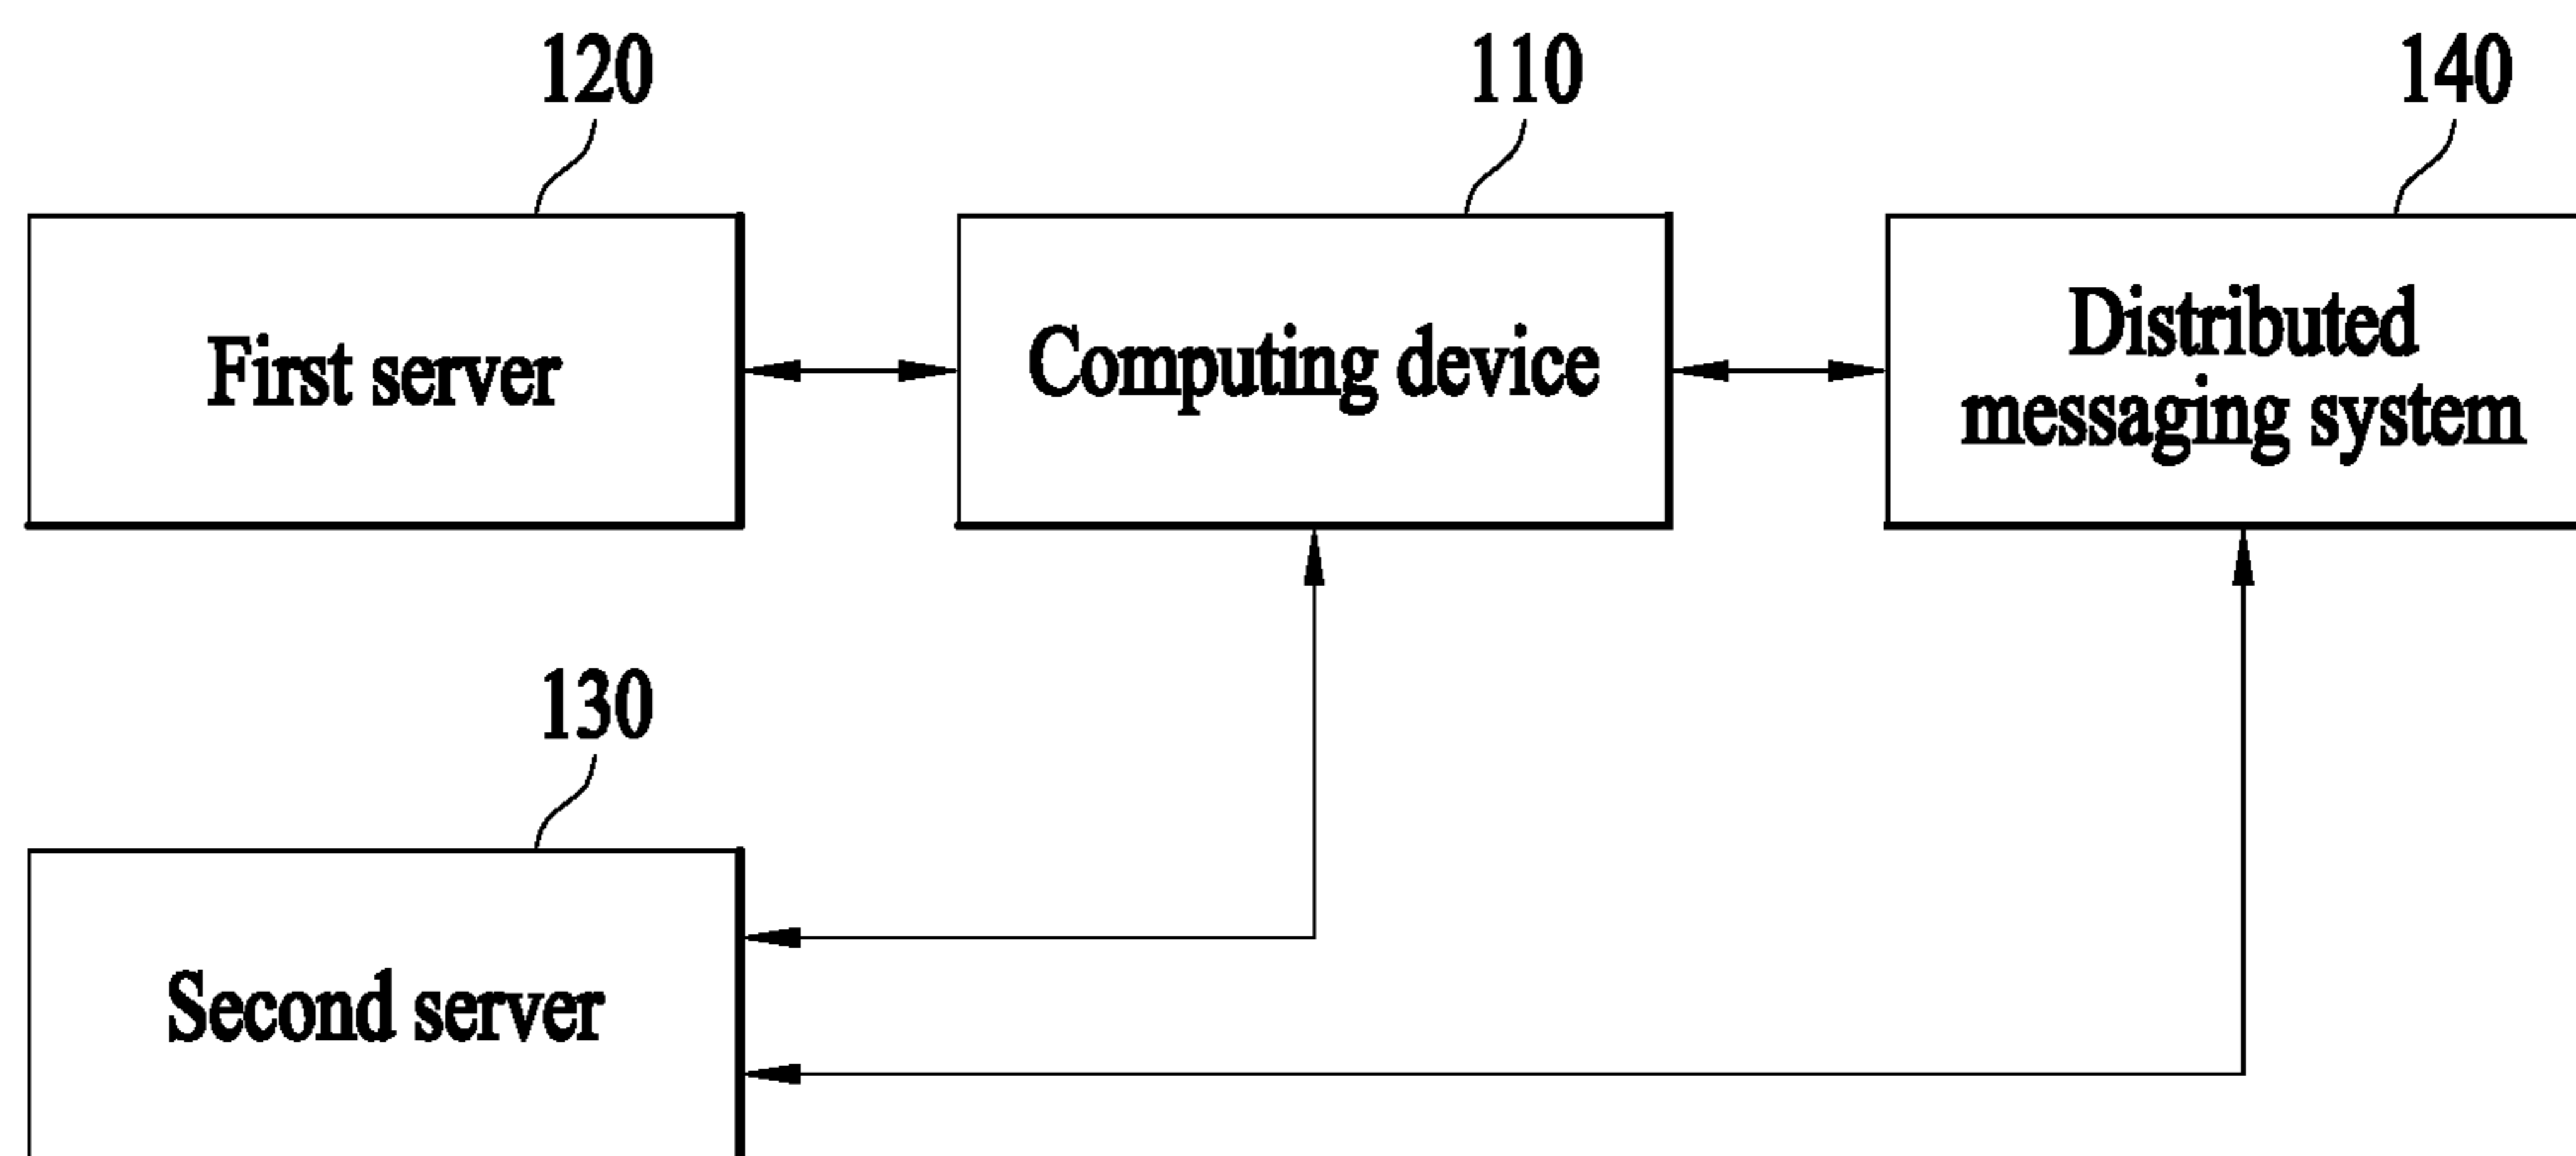 120
110
140
First server
Computing device
Distributed
messaging system
130
Second server